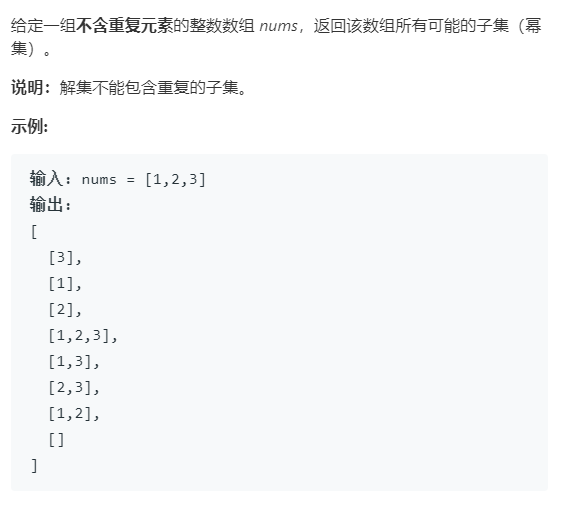 给定一组不含重复元素的整数数组 nums，返回该数组所有可能的子集（幂
集）。
说明：解集不能包含重复的子集。
示例:
输入：nums = [1,2,3]
输出：
[
  [3],
  [1],
  [2],
  [1,2,3],
  [1,3],
  [2,3],
  [1,2],
  []
]